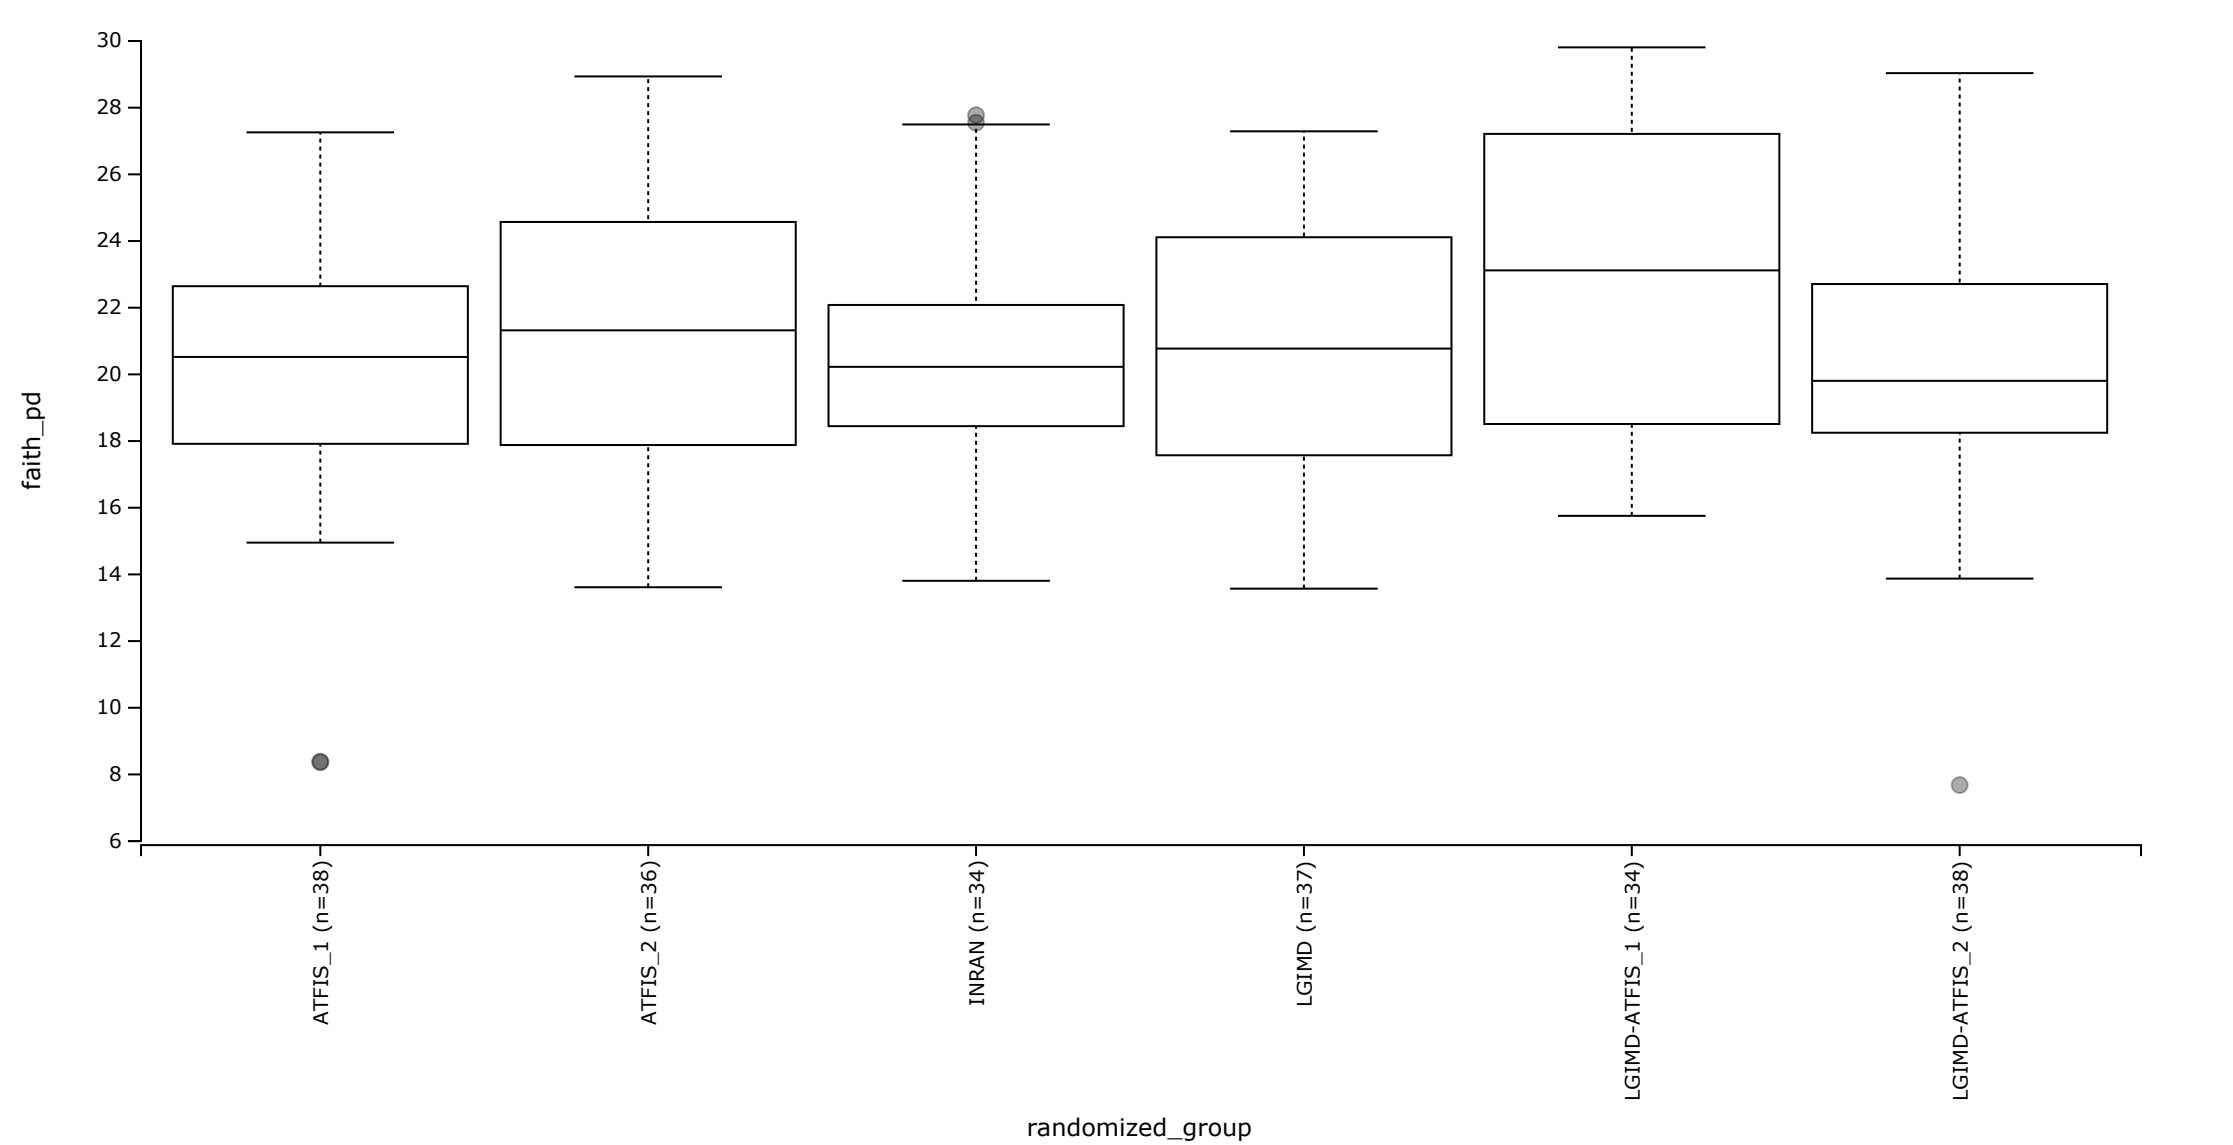 30
28
26
24
22
20
18
16
14
12
10
8
6
faith_pd
ATFIS_1 (n=38)
ATFIS_2 (n=36)
INRAN (n=34)
LGIMD (n=37)
LGIMD-ATFIS_1 (n=34)
LGIMD-ATFIS_2 (n=38)
randomized_group